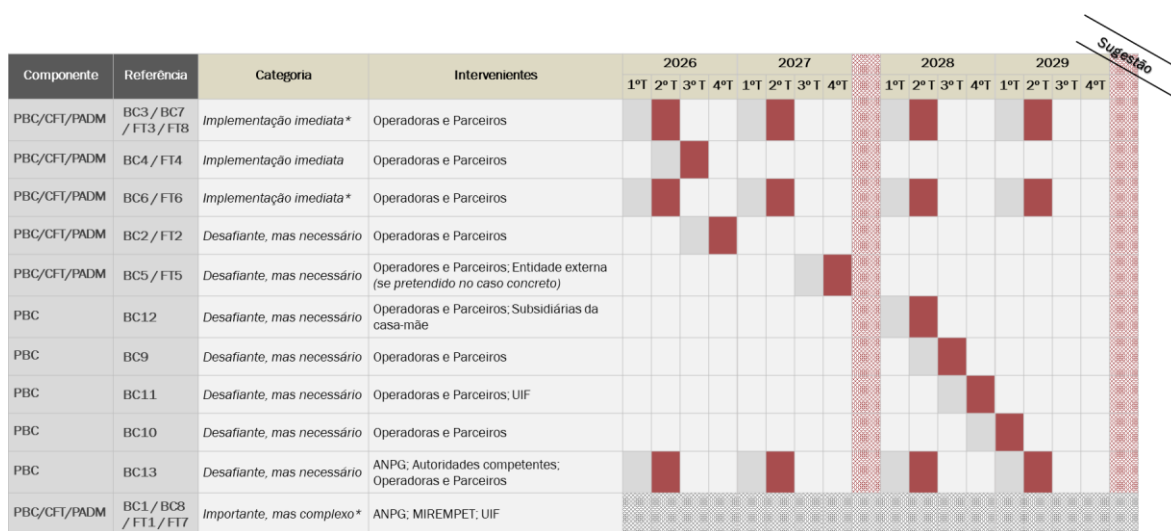 Sugestão
Componente Referência Categoria Intervenientes 2026 2027 2028 2029
1ºT 2º T 3º T 4ºT 1ºT 2º T 3º T 4ºT 1ºT 2º T 3º T 4ºT 1ºT 2º T 3º T 4ºT
PBC/CFT/PADM BC3 / BC7 Implementação imediata* Operadoras e Parceiros
/ FT3 / FT8
PBC/CFT/PADM BC4 / FT4 Implementação imediata Operadoras e Parceiros
PBC/CFT/PADM BC6 / FT6 Implementação imediata* Operadoras e Parceiros
PBC/CFT/PADM BC2 / FT2 Desafiante, mas necessário Operadoras e Parceiros
PBC/CFT/PADM BC5 / FT5 Desafiante, mas necessário Operadores e Parceiros; Entidade externa
(se pretendido no caso concreto)
PBC BC12 Desafiante, mas necessário Operadoras e Parceiros; Subsidiárias da
casa-mãe
PBC BC9 Desafiante, mas necessário Operadoras e Parceiros
PBC BC11 Desafiante, mas necessário Operadoras e Parceiros; UIF
PBC BC10 Desafiante, mas necessário Operadoras e Parceiros
PBC BC13 Desafiante, mas necessário ANPG; Autoridades competentes;
Operadoras e Parceiros
PBC/CFT/PADM BC1 / BC8 Importante, mas complexo* ANPG; MIREMPET; UIF
/ FT1 / FT7